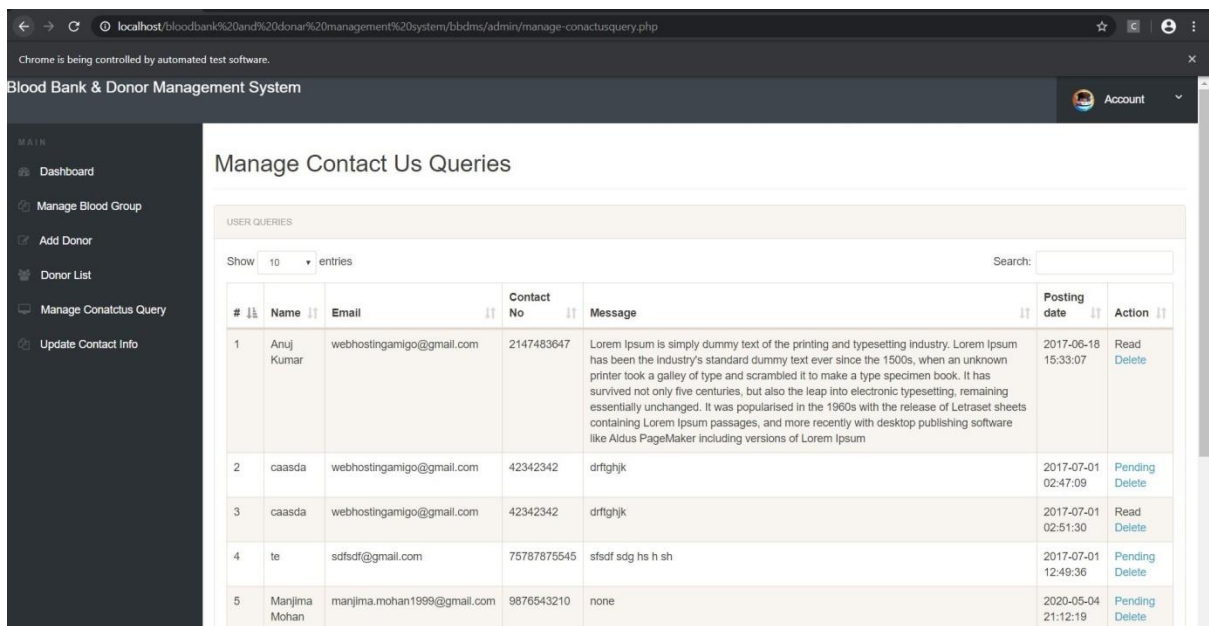 localhost/bloodbank%20and%20donar%20management%20system/bbdms/admin/manage-conactusquery.php
C
Chrome is being controlled by automated test software.
Blood Bank & Donor Management System
Account
MAIN
Dashboard
Manage Blood Group
Add Donor
Donor List
Manage Conatctus Query
Update Contact Info
Manage Contact Us Queries
USER QUERIES
Show 10 entries
Search:
# Name Email Contact No Message Posting date Action
1 Anuj Kumar webhostingamigo@gmail.com 2147483647
Lorem Ipsum is simply dummy text of the printing and typesetting industry. Lorem Ipsum
has been the industry's standard dummy text ever since the 1500s, when an unknown
printer took a galley of type and scrambled it to make a type specimen book. It has
survived not only five centuries, but also the leap into electronic typesetting, remaining
essentially unchanged. It was popularised in the 1960s with the release of Letraset sheets
containing Lorem Ipsum passages, and more recently with desktop publishing software
like Aldus PageMaker including versions of Lorem Ipsum
2017-06-18 15:33:07 Read Delete
2 caasda webhostingamigo@gmail.com 42342342 drftghjk 2017-07-01 02:47:09 Pending Delete
3 caasda webhostingamigo@gmail.com 42342342 drftghjk 2017-07-01 02:51:30 Read Delete
4 te sdfsdf@gmail.com 75787875545 sfsdf sdg hs h sh 2017-07-01 12:49:36 Pending Delete
5 Manjima Mohan manjima.mohan1999@gmail.com 9876543210 none 2020-05-04 21:12:19 Pending Delete